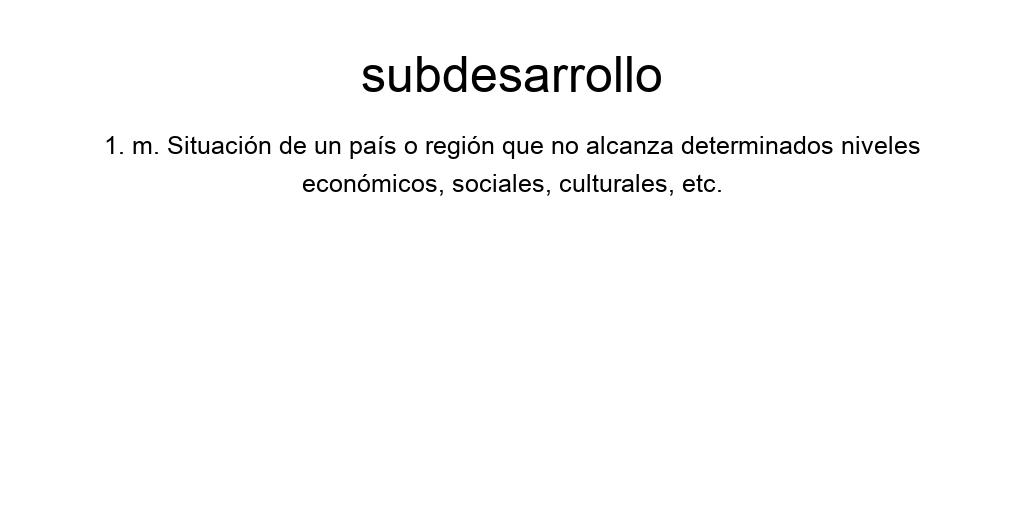 subdesarrollo
1. m. Situación de un país o región que no alcanza determinados niveles
económicos, sociales, culturales, etc.